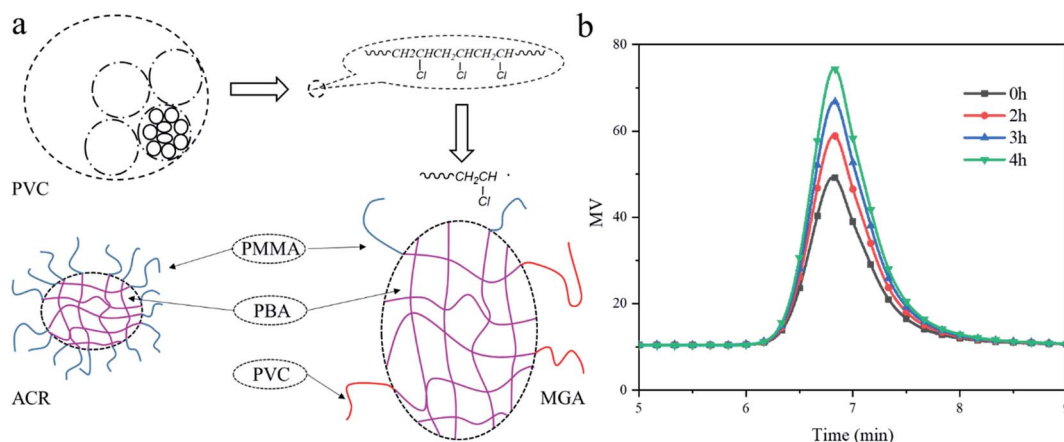 a
CH2CHCH₂CHCH₂CH
Cl Cl Cl
PVC
CH₂CH ·
Cl
PMMA
PBA
PVC
ACR
MGA
b
80
60
40
20
0
MV
0h
2h
3h
4h
5 6 7 8 9
Time (min)